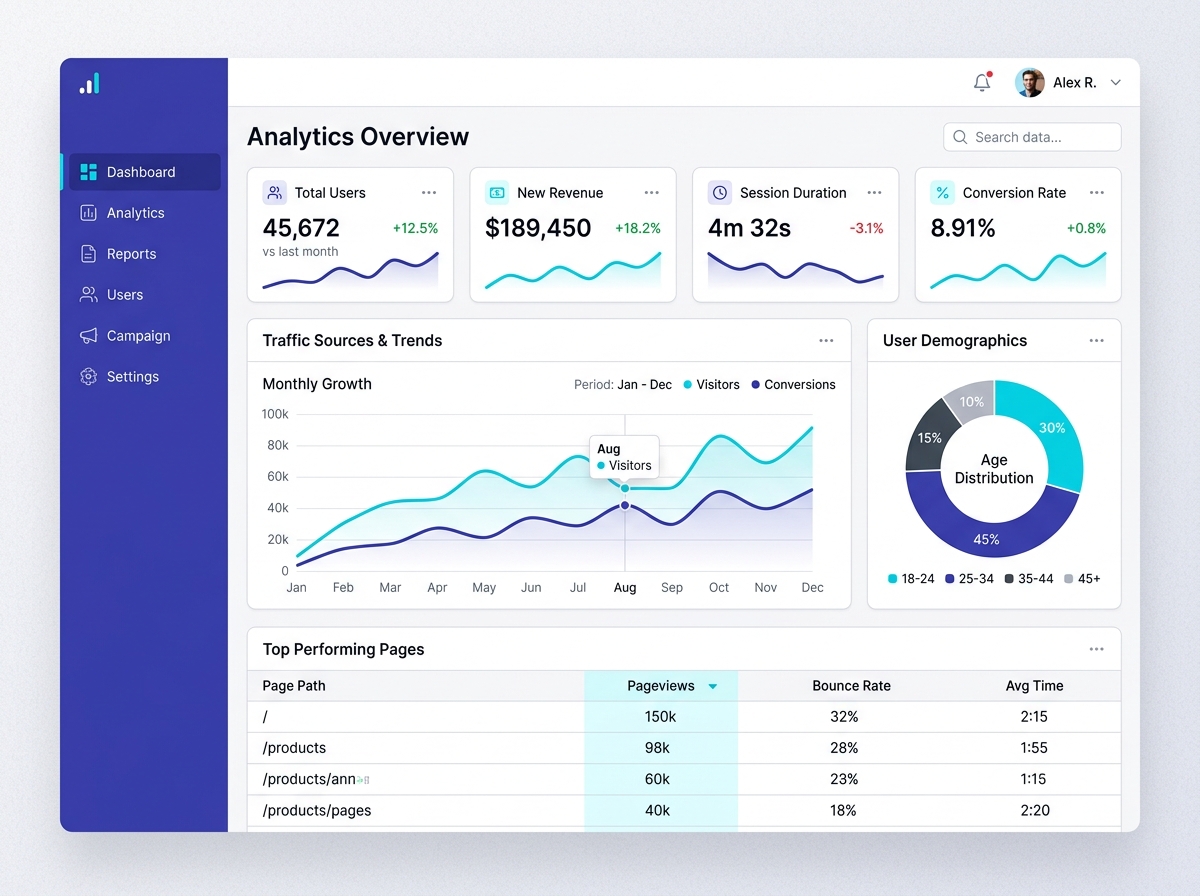 Alex R.
Dashboard
Analytics
Reports
Users
Campaign
Settings
Analytics Overview
Search data...
Total Users
45,672 +12.5%
vs last month
New Revenue
$189,450 +18.2%
Session Duration
4m 32s -3.1%
Conversion Rate
8.91% +0.8%
Traffic Sources & Trends
Monthly Growth
Period: Jan - Dec Visitors Conversions
100k
80k
60k
40k
20k
0
Aug
Visitors
Jan Feb Mar Apr May Jun Jul Aug Sep Oct Nov Dec
User Demographics
10%
30%
15%
45%
Age
Distribution
18-24 25-34 35-44 45+
Top Performing Pages
Page Path Pageviews Bounce Rate Avg Time
/ 150k 32% 2:15
/products 98k 28% 1:55
/products/ann 60k 23% 1:15
/products/pages 40k 18% 2:20